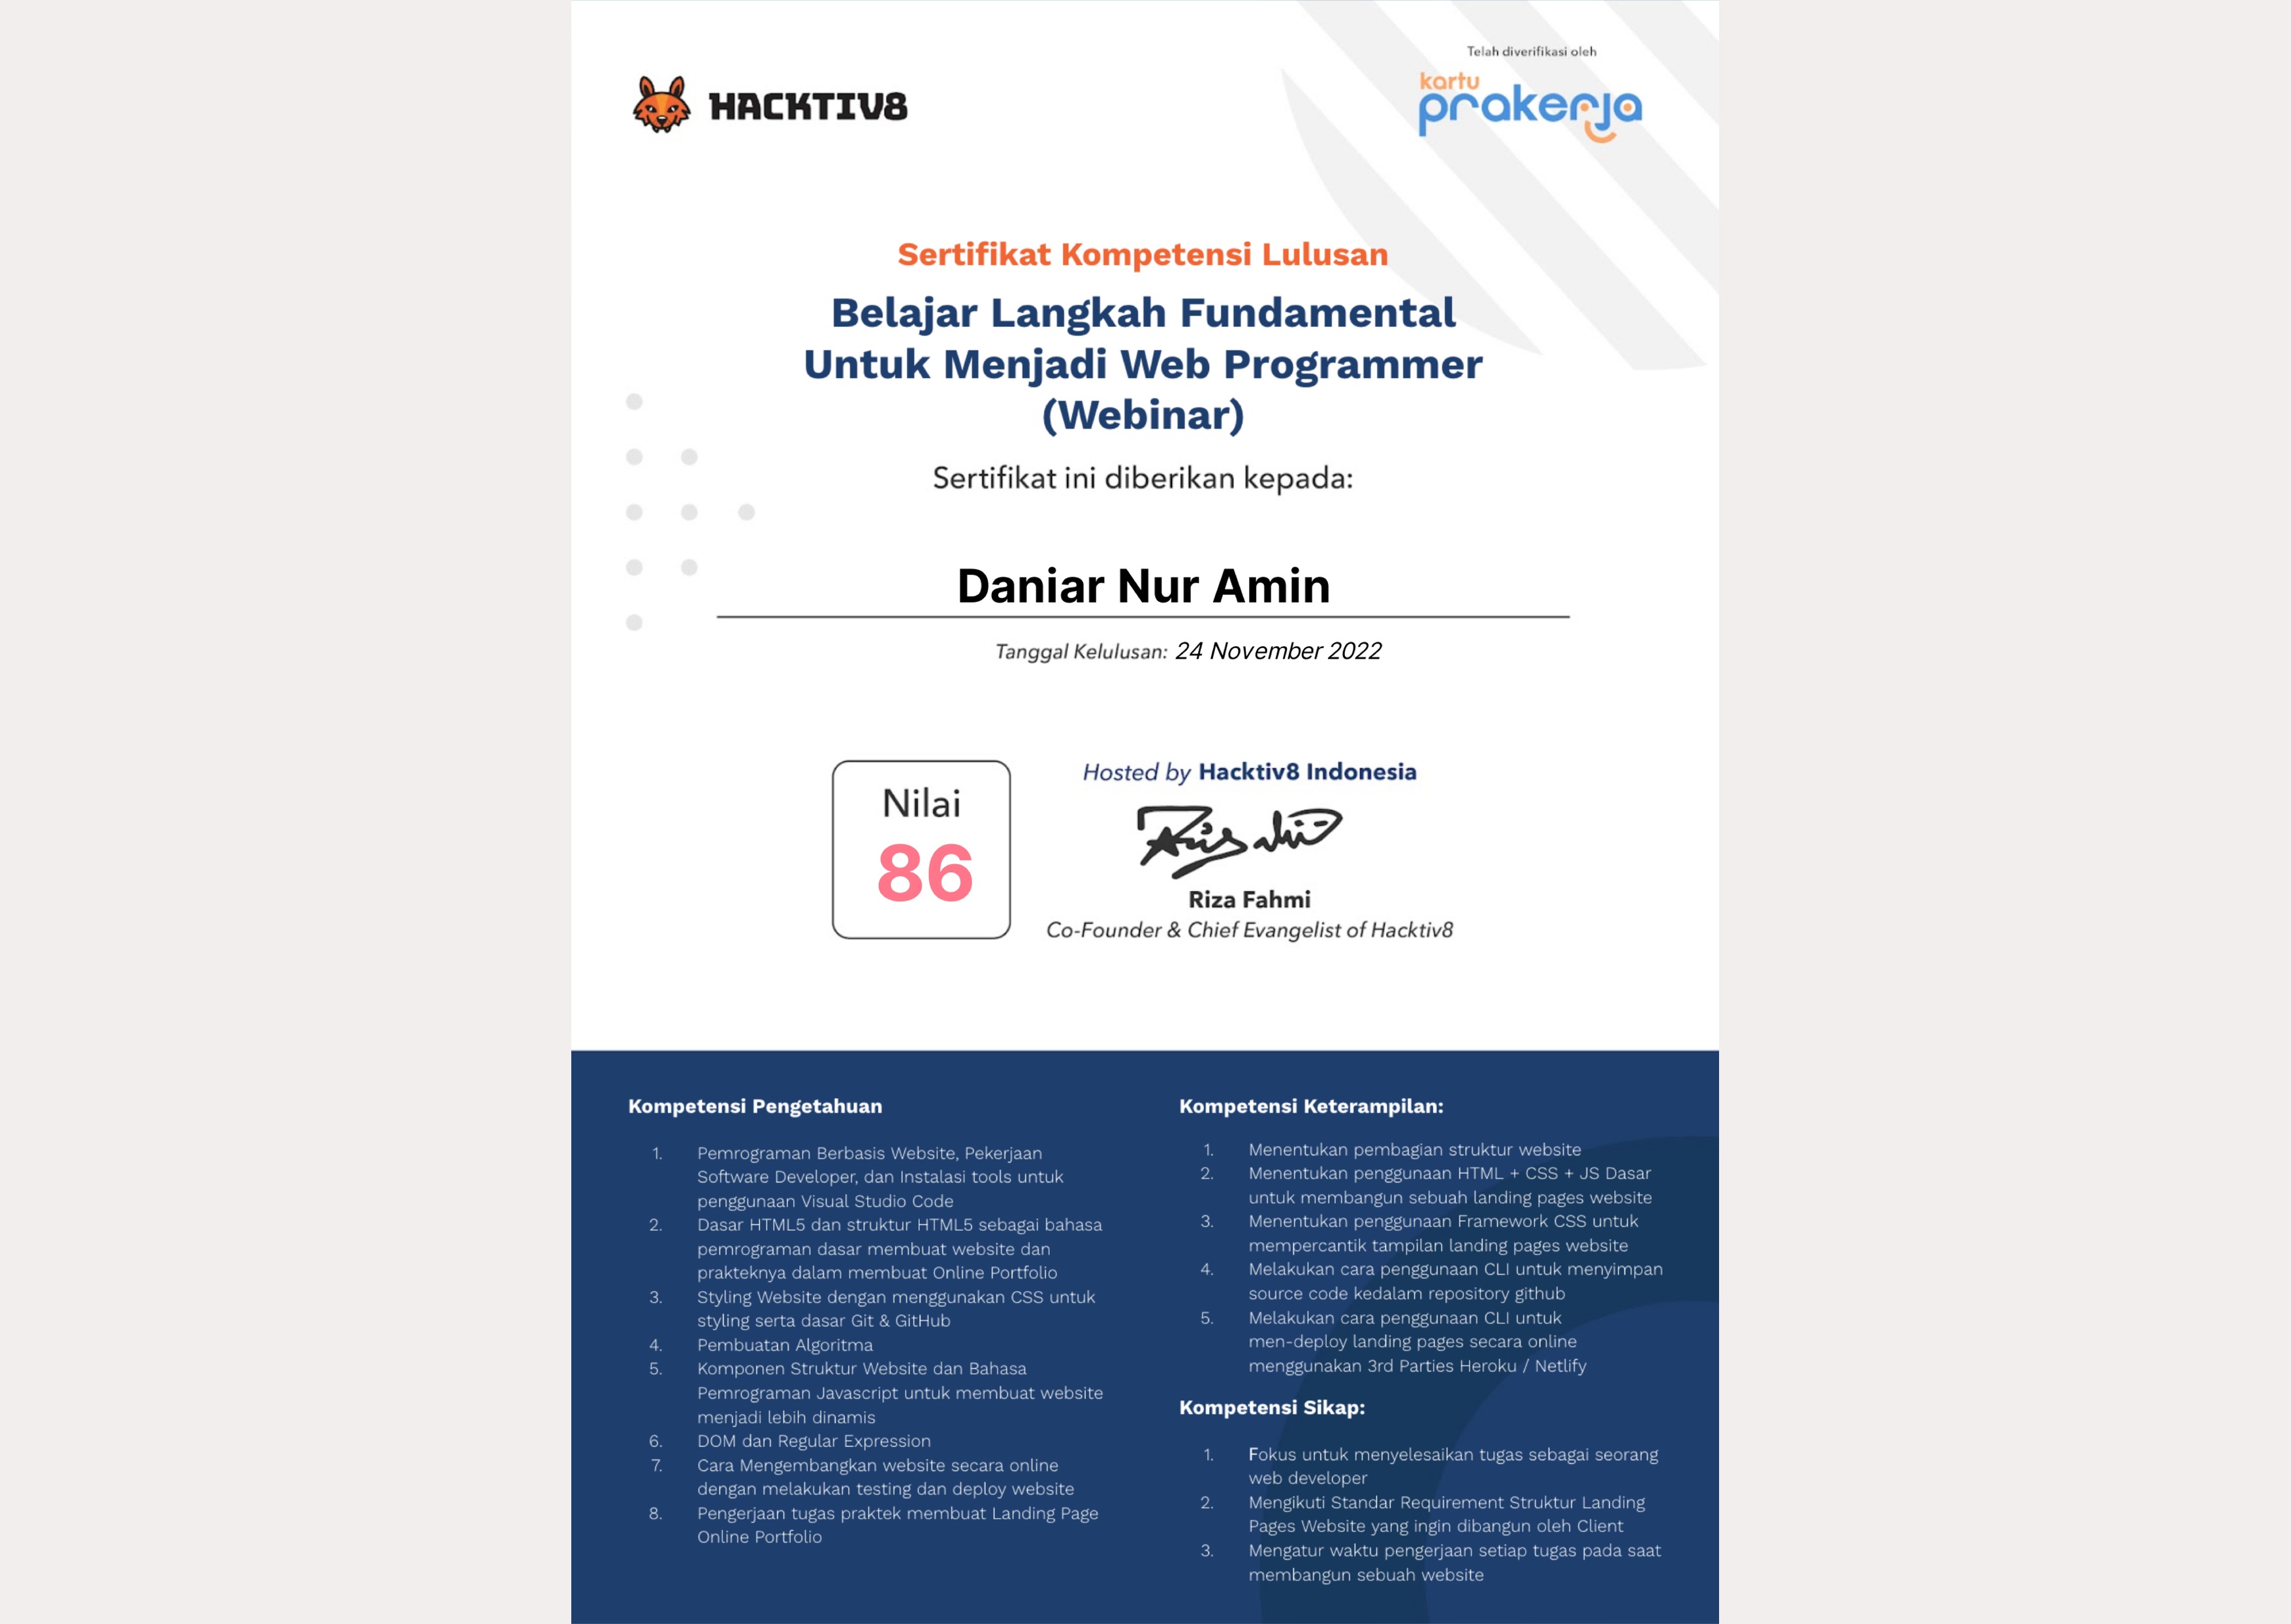 HACKTIV8
Telah diverifikasi oleh
kartu
prakerja
Sertifikat Kompetensi Lulusan
Belajar Langkah Fundamental
Untuk Menjadi Web Programmer
(Webinar)
Sertifikat ini diberikan kepada:
Daniar Nur Amin
Tanggal Kelulusan: 24 November 2022
Nilai
86
Hosted by Hacktiv8 Indonesia
Riza Fahmi
Co-Founder & Chief Evangelist of Hacktiv8
Kompetensi Pengetahuan
1. Pemrograman Berbasis Website, Pekerjaan
Software Developer, dan Instalasi tools untuk
penggunaan Visual Studio Code
2. Dasar HTML5 dan struktur HTML5 sebagai bahasa
pemrograman dasar membuat website dan
prakteknya dalam membuat Online Portfolio
3. Styling Website dengan menggunakan CSS untuk
styling serta dasar Git & GitHub
4. Pembuatan Algoritma
5. Komponen Struktur Website dan Bahasa
Pemrograman Javascript untuk membuat website
menjadi lebih dinamis
6. DOM dan Regular Expression
7. Cara Mengembangkan website secara online
dengan melakukan testing dan deploy website
8. Pengerjaan tugas praktek membuat Landing Page
Online Portfolio
Kompetensi Keterampilan:
1. Menentukan pembagian struktur website
2. Menentukan penggunaan HTML + CSS + JS Dasar
untuk membangun sebuah landing pages website
3. Menentukan penggunaan Framework CSS untuk
mempercantik tampilan landing pages website
4. Melakukan cara penggunaan CLI untuk menyimpan
source code kedalam repository github
5. Melakukan cara penggunaan CLI untuk
men-deploy landing pages secara online
menggunakan 3rd Parties Heroku / Netlify
Kompetensi Sikap:
1. Fokus untuk menyelesaikan tugas sebagai seorang
web developer
2. Mengikuti Standar Requirement Struktur Landing
Pages Website yang ingin dibangun oleh Client
3. Mengatur waktu pengerjaan setiap tugas pada saat
membangun sebuah website